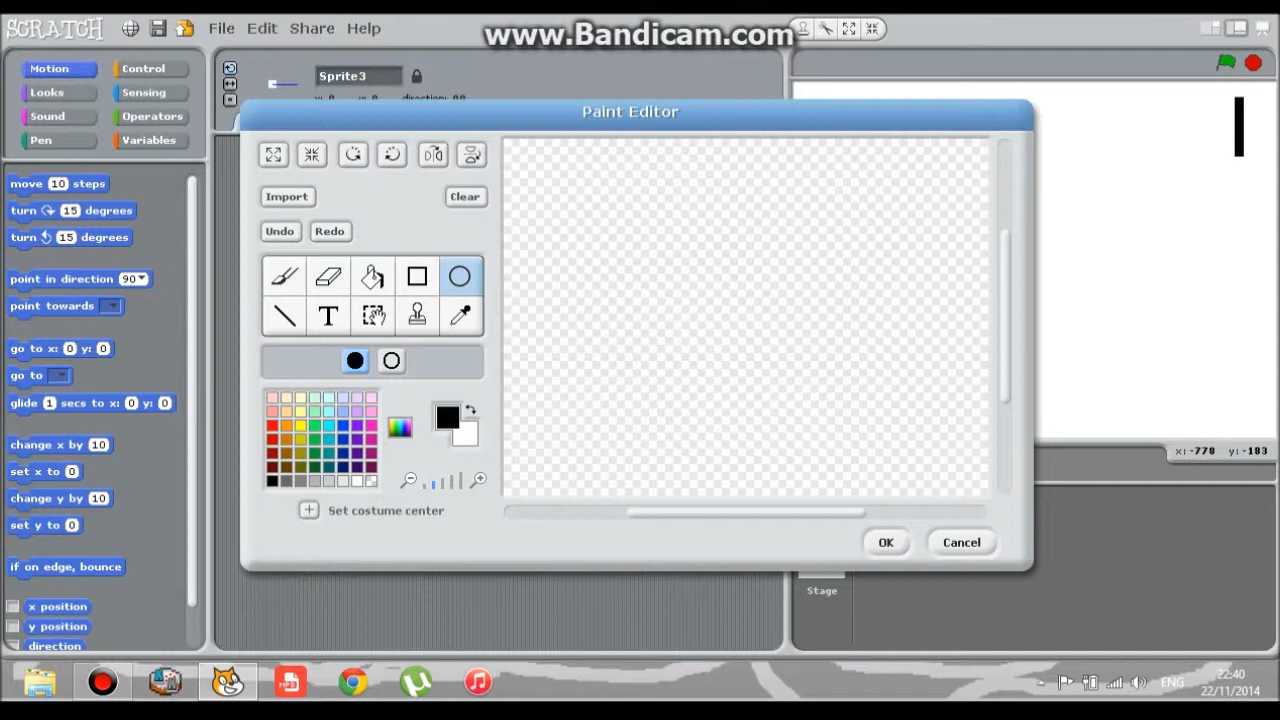 www.Bandicam.com
SCRATCH
File Edit Share Help
Motion Control
Looks Sensing
Sound Operators
Pen Variables
Sprite3
Paint Editor
Import
Clear
Undo
Redo
T
Set costume center
OK
Cancel
move 10 steps
turn 15 degrees
turn 15 degrees
point in direction 90
point towards
go to x: 0 y: 0
go to
glide 1 secs to x: 0 y: 0
change x by 10
set x to 0
change y by 10
set y to 0
if on edge, bounce
x position
y position
direction
x: -778 y: -183
Stage
MP3
ENG
22:40
22/11/2014